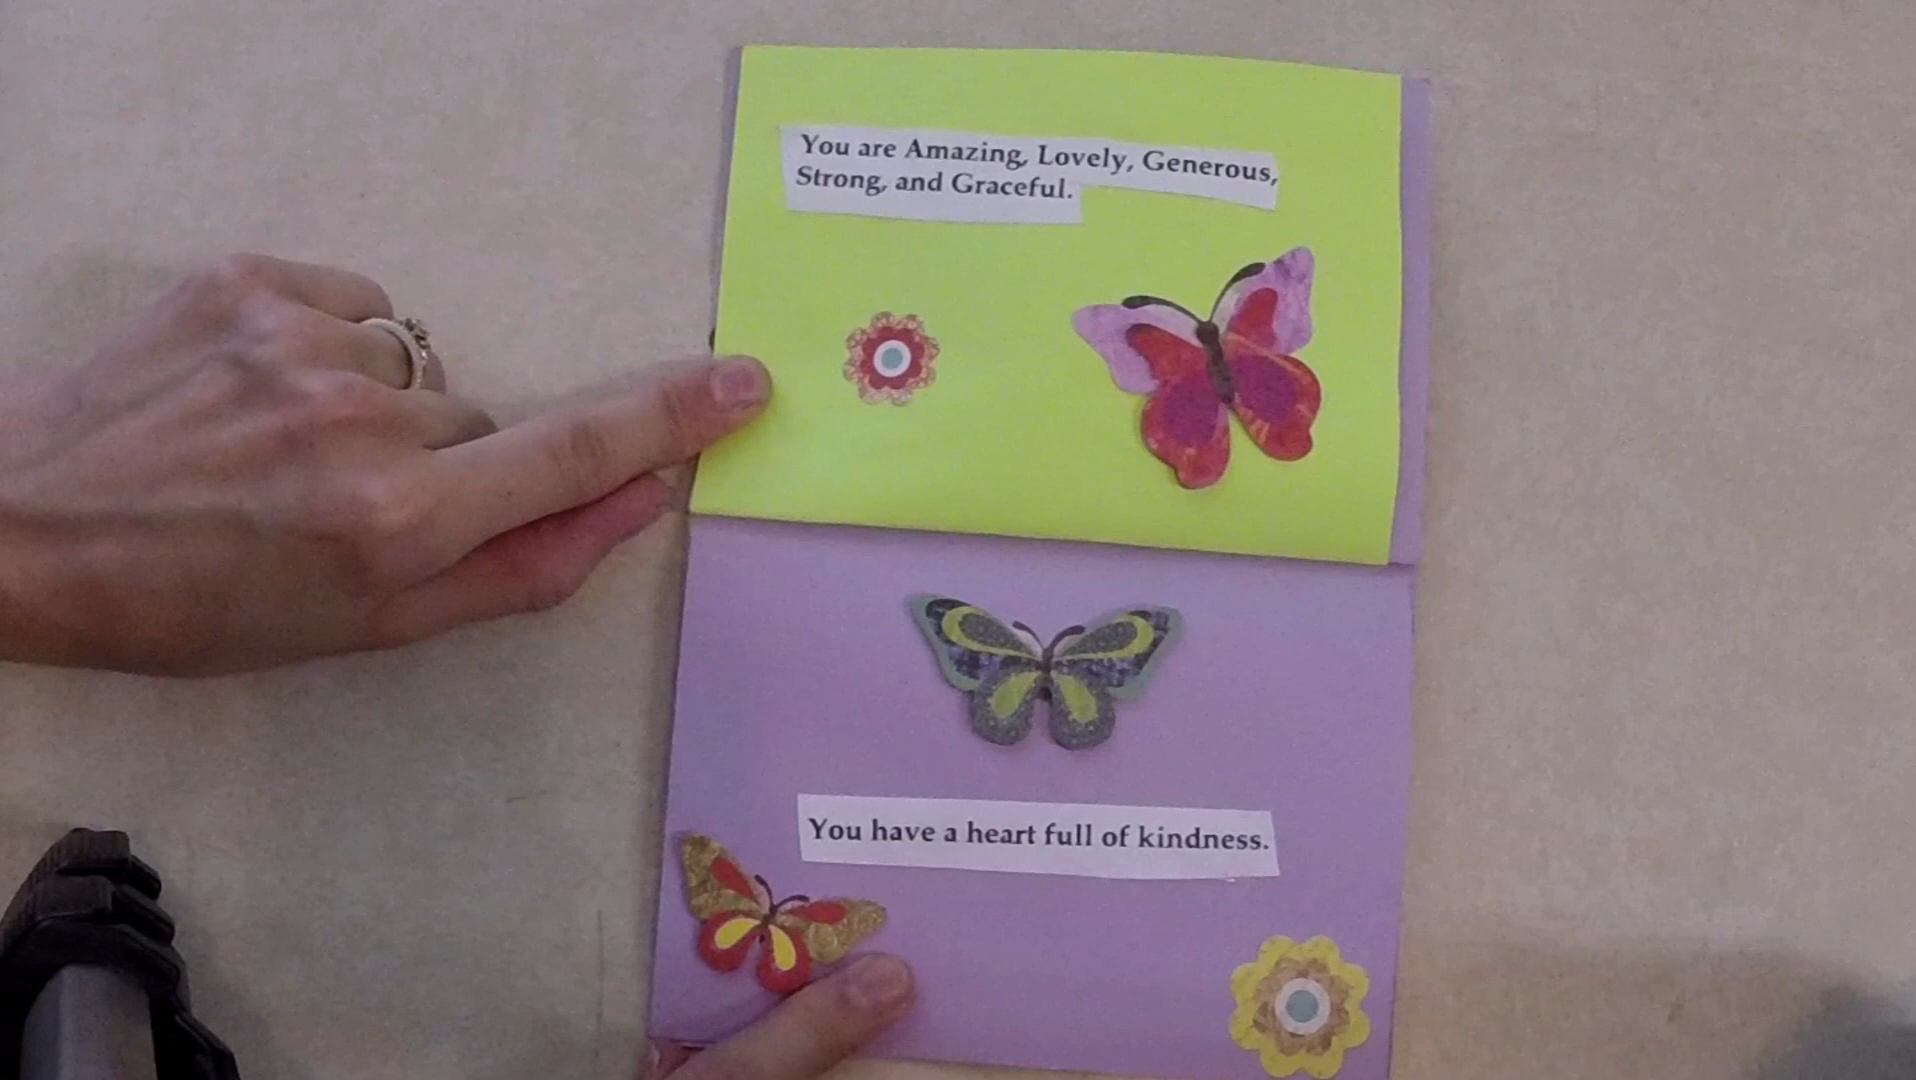 You are Amazing, Lovely, Generous,
Strong, and Graceful.
You have a heart full of kindness.